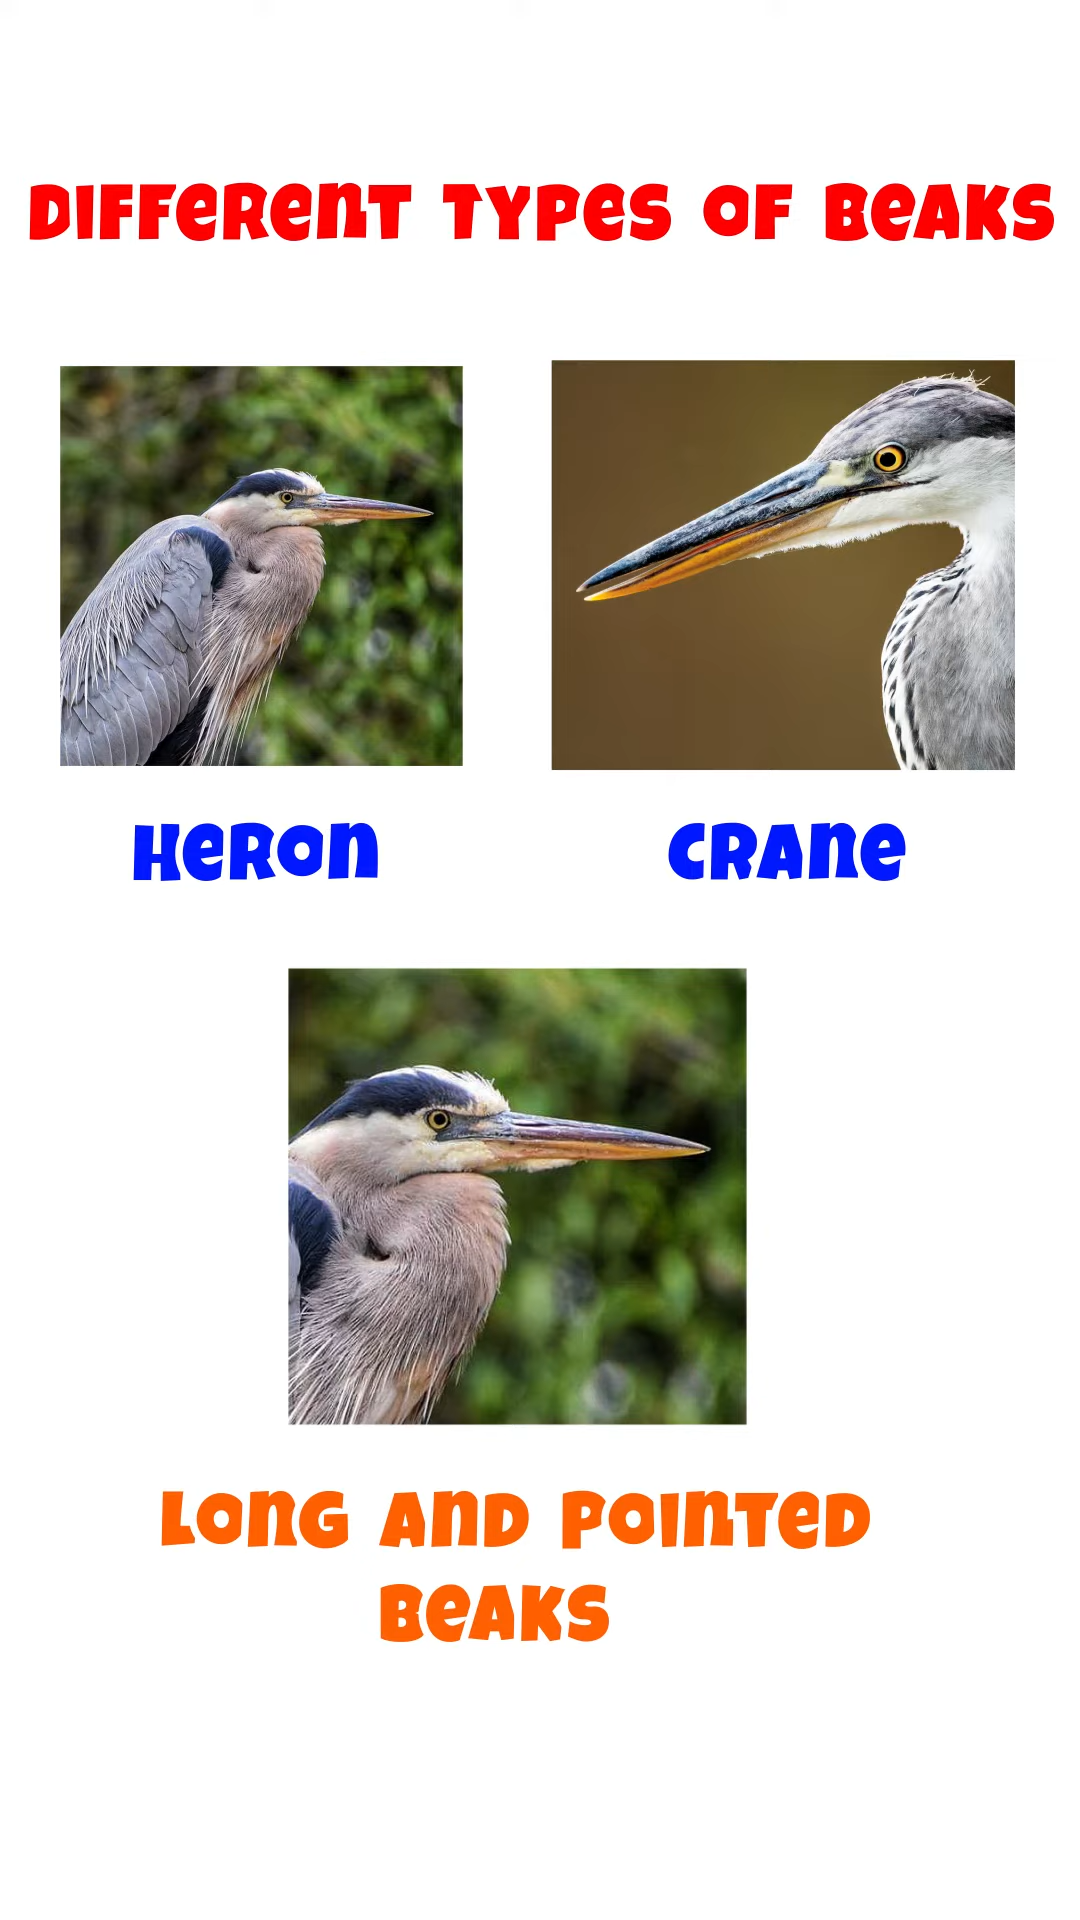 Different Types of Beaks
Heron
Crane
Long and Pointed
Beaks